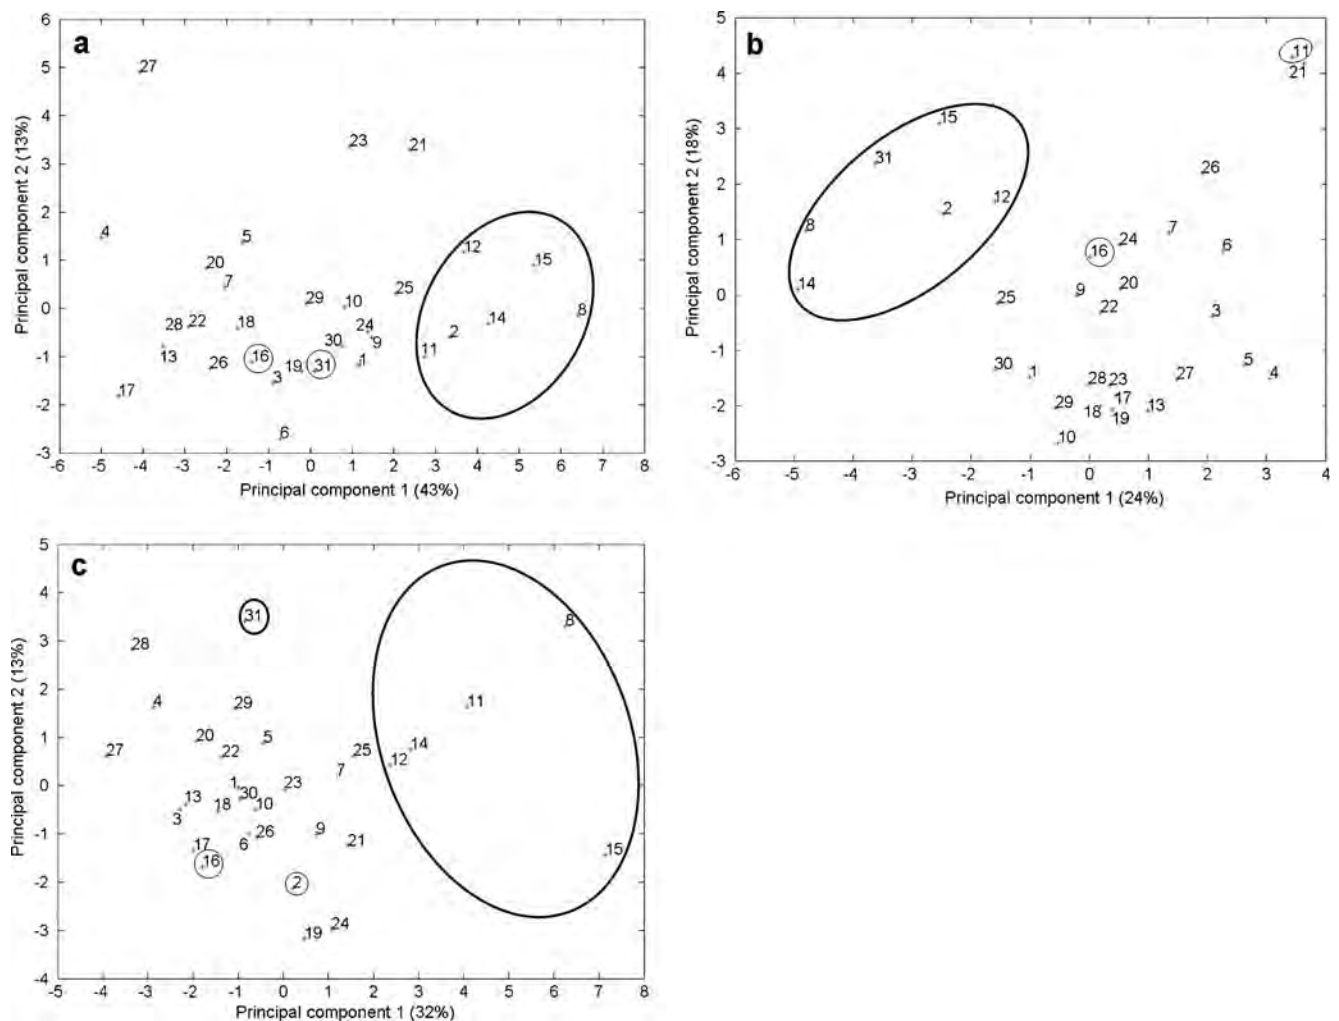 a
6
5
4
3
2
1
0
-1
-2
-3
Principal component 2 (13%)
27
23 21
4 5 12
20 15
7 25
29 10 8
28 22 18 24 14
30 9 2
13 16 11
26 19 31 1
3
17
6
-6 -5 -4 -3 -2 -1 0 1 2 3 4 5 6 7 8
Principal component 1 (43%)
b
5
4
3
2
1
0
-1
-2
-3
Principal component 2 (18%)
11
21
15
31 26
2 12
8 7
24 6
16
14 20
25 9
22 3
30 5
1 28 23 27 4
29 17 13
18 19
10
-6 -5 -4 -3 -2 -1 0 1 2 3 4
Principal component 1 (24%)
c
5
4
3
2
1
0
-1
-2
-3
-4
Principal component 2 (13%)
31 8
28
4 29 11
20 5
27 22 25 14
7 12
1 23
13 30
18 10
3 26 9
17 6 21
16 15
2
19 24
-5 -4 -3 -2 -1 0 1 2 3 4 5 6 7 8
Principal component 1 (32%)